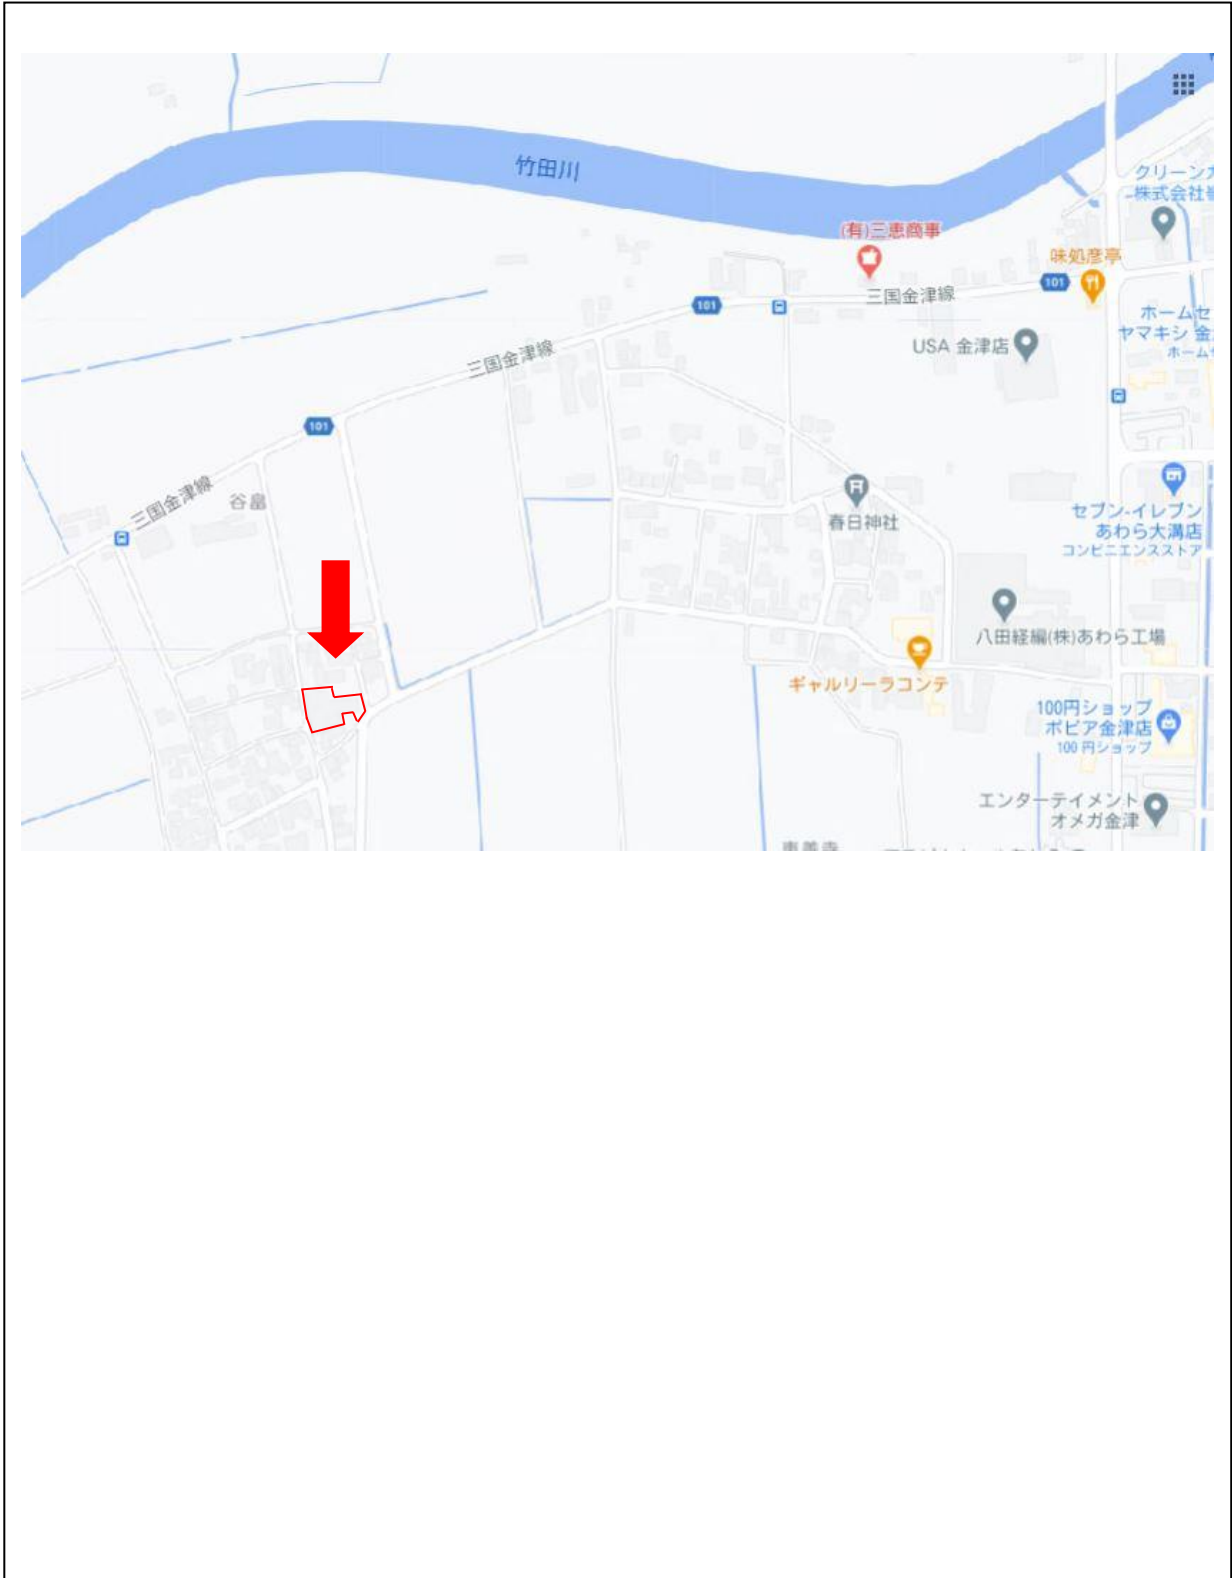 竹田川
クリーンカ
株式会社
(有)三恵商事
味処彦亭
101
三国金津線
101
ホームセ
ヤマキシ 金
ホームセ
USA 金津店
三国金津線
101
三国金津線
谷畠
春日神社
セブン-イレブン
あわら大溝店
コンビニエンスストア
八田経編(株)あわら工場
ギャルリーラコンテ
100円ショップ
ポピア金津店
100 円ショップ
エンターテイメント
オメガ金津